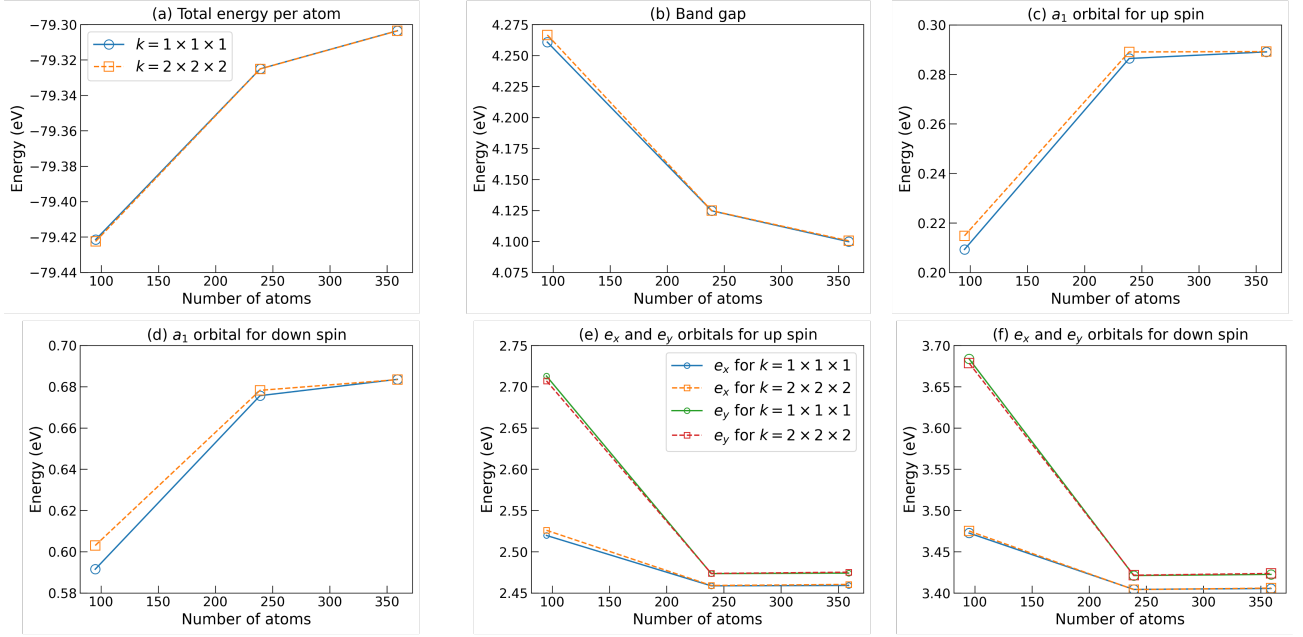 (a) Total energy per atom
Energy (eV)
−79.30
−79.32
−79.34
−79.36
−79.38
−79.40
−79.42
−79.44
k = 1 × 1 × 1
k = 2 × 2 × 2
100 150 200 250 300 350
Number of atoms
(b) Band gap
Energy (eV)
4.275
4.250
4.225
4.200
4.175
4.150
4.125
4.100
4.075
100 150 200 250 300 350
Number of atoms
(c) a₁ orbital for up spin
Energy (eV)
0.30
0.28
0.26
0.24
0.22
0.20
100 150 200 250 300 350
Number of atoms
(d) a₁ orbital for down spin
Energy (eV)
0.70
0.68
0.66
0.64
0.62
0.60
0.58
100 150 200 250 300 350
Number of atoms
(e) eₓ and e_y orbitals for up spin
Energy (eV)
2.75
2.70
2.65
2.60
2.55
2.50
2.45
eₓ for k = 1 × 1 × 1
eₓ for k = 2 × 2 × 2
e_y for k = 1 × 1 × 1
e_y for k = 2 × 2 × 2
100 150 200 250 300 350
Number of atoms
(f) eₓ and e_y orbitals for down spin
Energy (eV)
3.70
3.65
3.60
3.55
3.50
3.45
3.40
100 150 200 250 300 350
Number of atoms